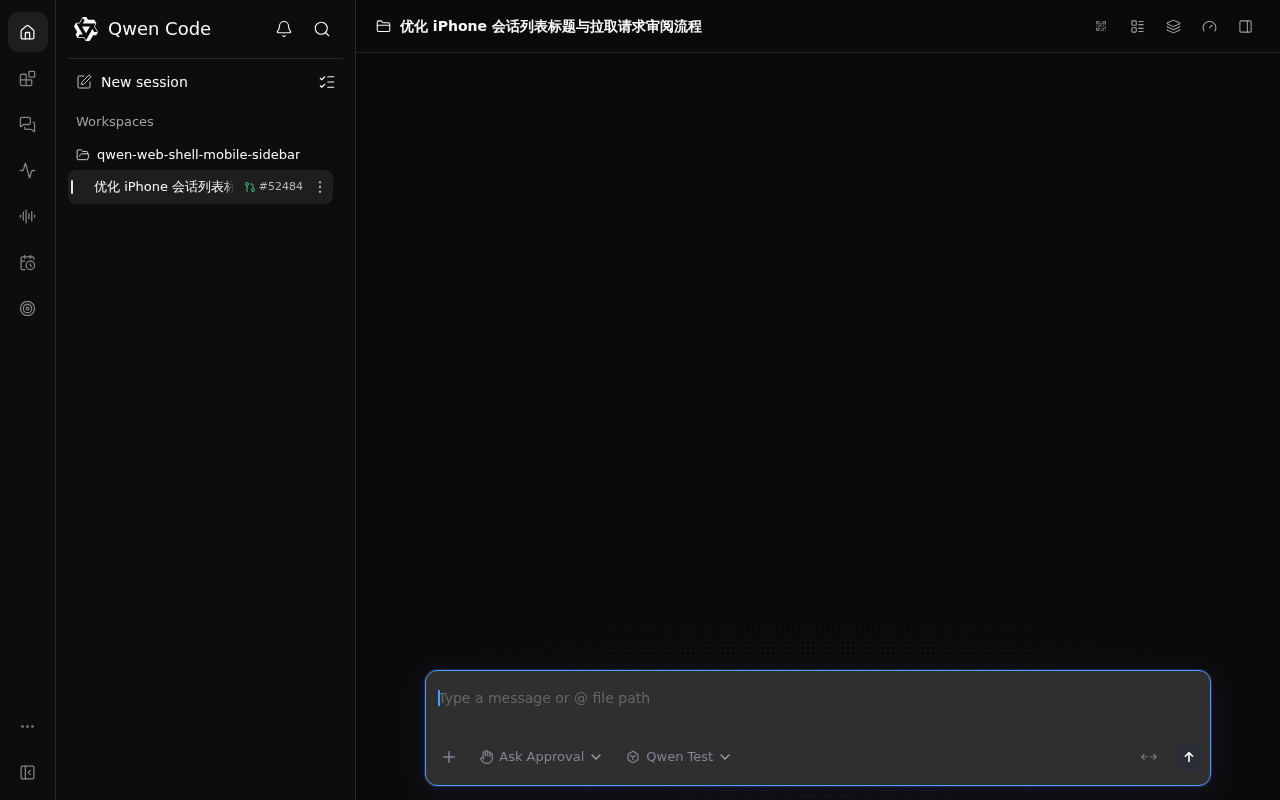 Qwen Code
New session
Workspaces
qwen-web-shell-mobile-sidebar
优化 iPhone 会话列表标 #52484
优化 iPhone 会话列表标题与拉取请求审阅流程
Type a message or @ file path
Ask Approval
Qwen Test